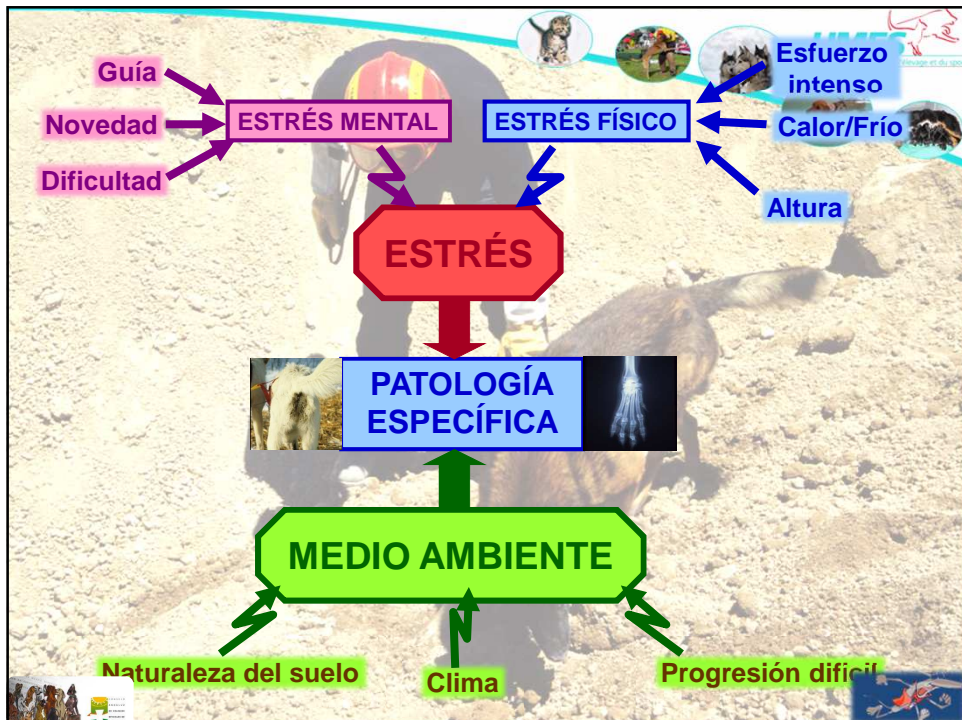 Guía
Novedad
Dificultad
ESTRÉS MENTAL
ESTRÉS FÍSICO
Esfuerzo
intenso
Calor/Frío
Altura
ESTRÉS
PATOLOGÍA
ESPECÍFICA
MEDIO AMBIENTE
Naturaleza del suelo
Clima
Progresión difícil